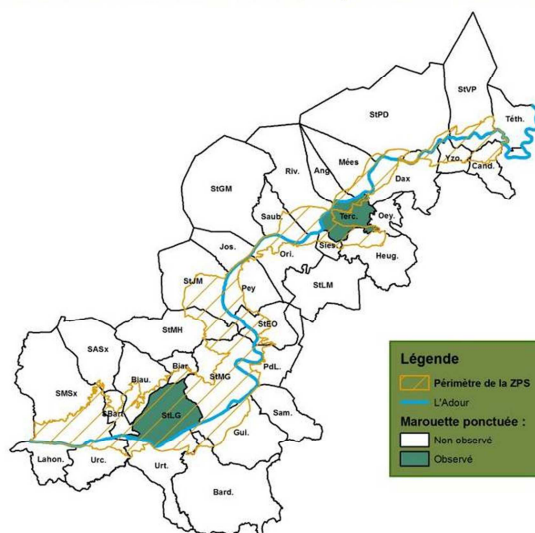 StVP
StPD
Téth.
Mées
Yzo.
Cand.
Ang
Riv.
Dax
StGM
Saub.
Terc.
Oey.
Jos.
Ori.
Sies.
Heug.
StJM
Pey
StLM
StMH
StEO
SASx
Biar.
StMG
PdL.
Biau.
SMSx
SBart.
StLG
Sam.
Gui.
Lahon.
Urc.
Urt.
Bard.
Légende
Périmètre de la ZPS
L'Adour
Marouette ponctuée :
Non observé
Observé